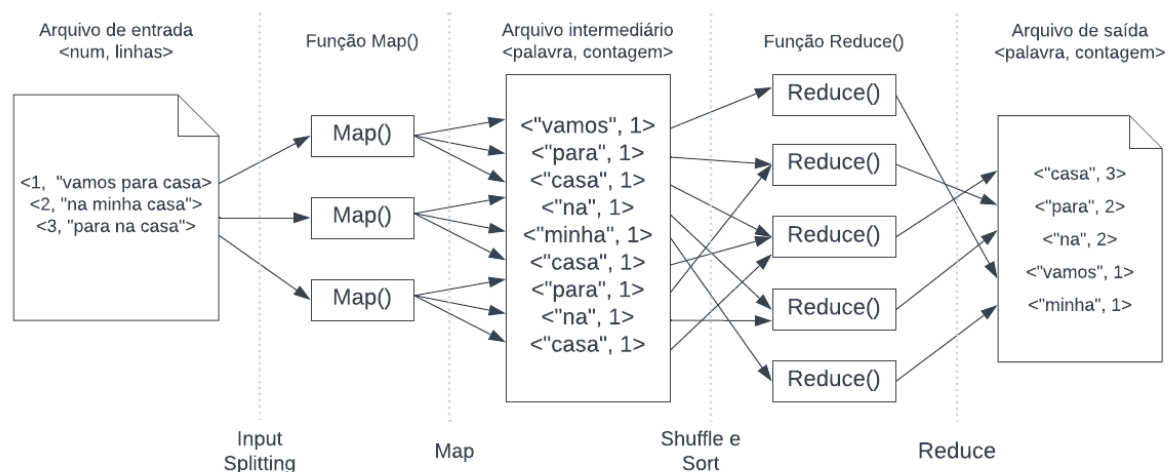 Arquivo de entrada
<num, linhas>
Função Map()
Arquivo intermediário
<palavra, contagem>
Função Reduce()
Arquivo de saída
<palavra, contagem>
<1, "vamos para casa>
<2, "na minha casa">
<3, "para na casa">
Map()
Map()
Map()
<"vamos", 1>
<"para", 1>
<"casa", 1>
<"na", 1>
<"minha", 1>
<"casa", 1>
<"para", 1>
<"na", 1>
<"casa", 1>
Reduce()
Reduce()
Reduce()
Reduce()
Reduce()
<"casa", 3>
<"para", 2>
<"na", 2>
<"vamos", 1>
<"minha", 1>
Input
Splitting
Map
Shuffle e
Sort
Reduce